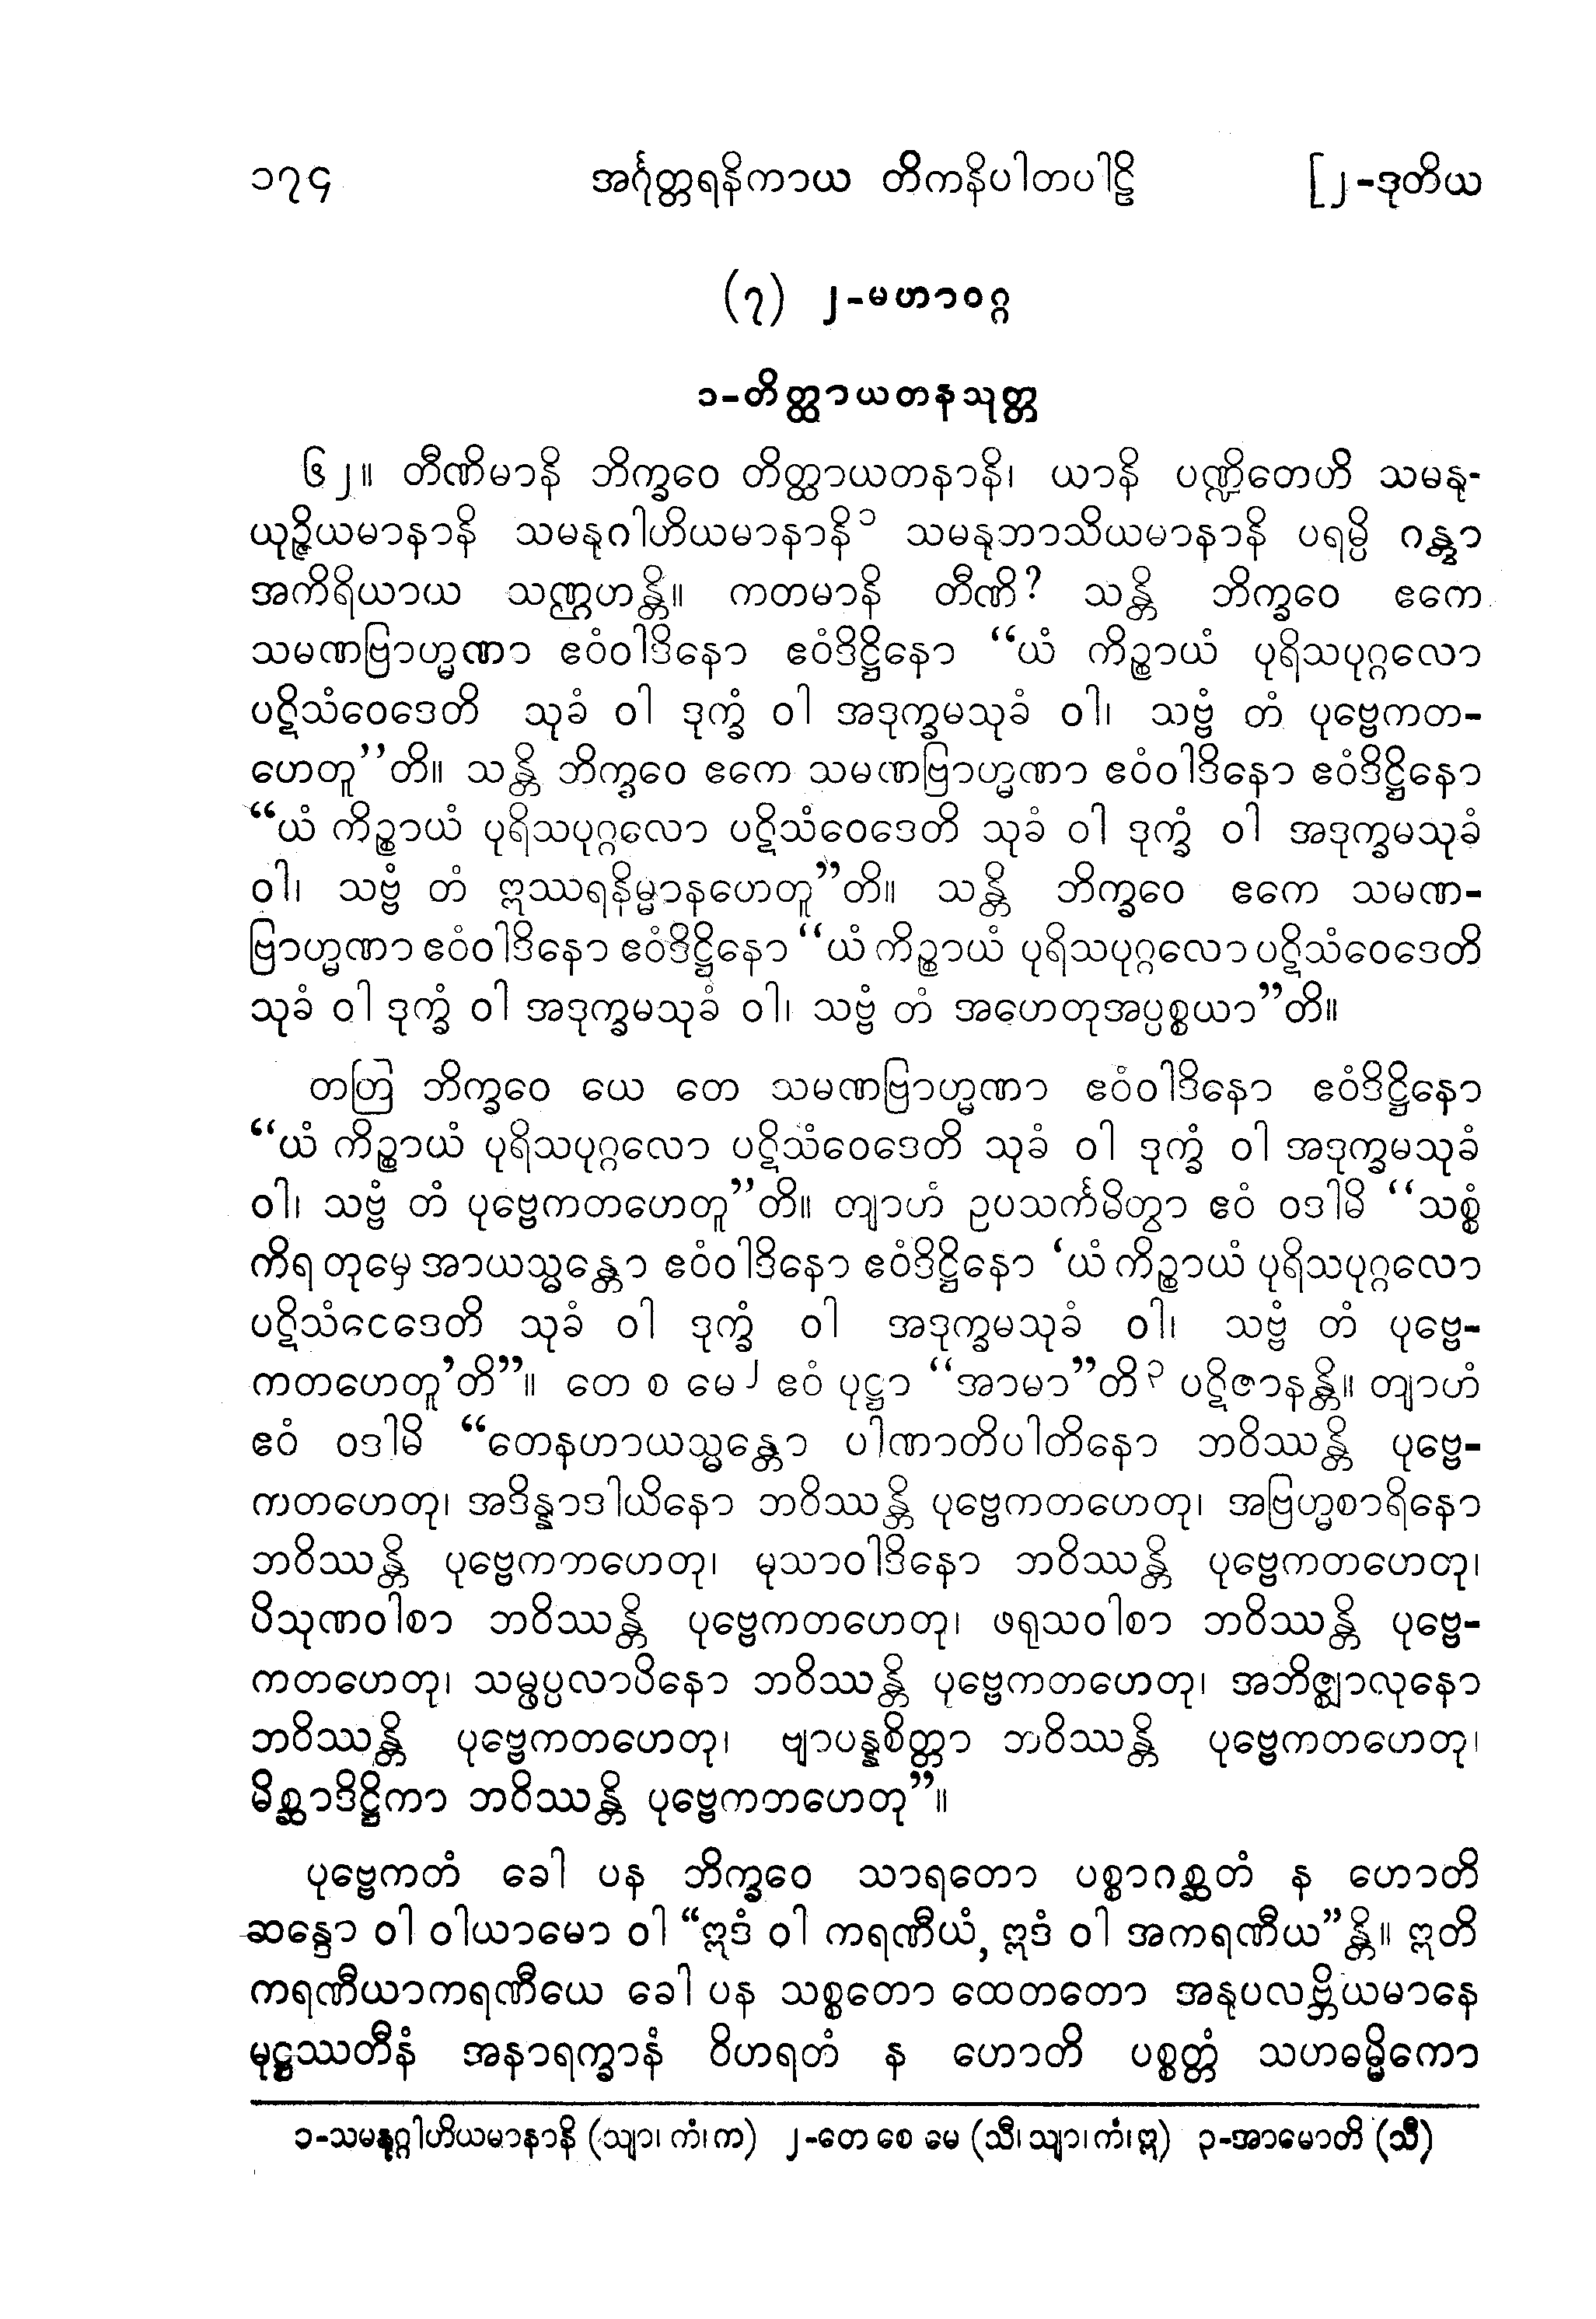 ၁၇၄ အင်္ဂုတ္တရနိကာယ တိကနိပါတပါဠိ [၂-ဒုတိယ
(၇) ၂-မဟာဝဂ္ဂ
၁-တိတ္ထာယတနသုတ္တ
၆၂။ တီဏိမာနိ ဘိက္ခဝေ တိတ္ထာယတနာနိ၊ ယာနိ ပဏ္ဍိတေဟိ သမနု-
ယုဉ္ဇိယမာနာနိ သမနုဂါဟိယမာနာနိ၁ သမနုဘာသိယမာနာနိ ပရမ္ပိ ဂန္တွာ
အကိရိယာယ သဏ္ဌဟန္တိ။ ကတမာနိ တီဏိ? သန္တိ ဘိက္ခဝေ ဧကေ
သမဏဗြာဟ္မဏာ ဧဝံဝါဒိနော ဧဝံဒိဋ္ဌိနော “ယံ ကိဉ္စာယံ ပုရိသပုဂ္ဂလော
ပဋိသံဝေဒေတိ သုခံ ဝါ ဒုက္ခံ ဝါ အဒုက္ခမသုခံ ဝါ၊ သဗ္ဗံ တံ ပုဗ္ဗေကတ-
ဟေတူ”တိ။ သန္တိ ဘိက္ခဝေ ဧကေ သမဏဗြာဟ္မဏာ ဧဝံဝါဒိနော ဧဝံဒိဋ္ဌိနော
“ယံ ကိဉ္စာယံ ပုရိသပုဂ္ဂလော ပဋိသံဝေဒေတိ သုခံ ဝါ ဒုက္ခံ ဝါ အဒုက္ခမသုခံ
ဝါ၊ သဗ္ဗံ တံ ဣဿရနိမ္မာနဟေတူ”တိ။ သန္တိ ဘိက္ခဝေ ဧကေ သမဏ-
ဗြာဟ္မဏာ ဧဝံဝါဒိနော ဧဝံဒိဋ္ဌိနော “ယံ ကိဉ္စာယံ ပုရိသပုဂ္ဂလော ပဋိသံဝေဒေတိ
သုခံ ဝါ ဒုက္ခံ ဝါ အဒုက္ခမသုခံ ဝါ၊ သဗ္ဗံ တံ အဟေတုအပ္ပစ္စယာ”တိ။
တတြ ဘိက္ခဝေ ယေ တေ သမဏဗြာဟ္မဏာ ဧဝံဝါဒိနော ဧဝံဒိဋ္ဌိနော
“ယံ ကိဉ္စာယံ ပုရိသပုဂ္ဂလော ပဋိသံဝေဒေတိ သုခံ ဝါ ဒုက္ခံ ဝါ အဒုက္ခမသုခံ
ဝါ၊ သဗ္ဗံ တံ ပုဗ္ဗေကတဟေတူ”တိ။ တျာဟံ ဥပသင်္ကမိတွာ ဧဝံ ဝဒါမိ “သစ္စံ
ကိရ တုမှေ အာယသ္မန္တော ဧဝံဝါဒိနော ဧဝံဒိဋ္ဌိနော ‘ယံ ကိဉ္စာယံ ပုရိသပုဂ္ဂလော
ပဋိသံဝေဒေတိ သုခံ ဝါ ဒုက္ခံ ဝါ အဒုက္ခမသုခံ ဝါ၊ သဗ္ဗံ တံ ပုဗ္ဗေ-
ကတဟေတူ’တိ”။ တေ စ မေ၂ ဧဝံ ပုဋ္ဌာ “အာမာ”တိ၃ ပဋိဇာနန္တိ။ တျာဟံ
ဧဝံ ဝဒါမိ “တေနဟာယသ္မန္တော ပါဏာတိပါတိနော ဘဝိဿန္တိ ပုဗ္ဗေ-
ကတဟေတု၊ အဒိန္နာဒါယိနော ဘဝိဿန္တိ ပုဗ္ဗေကတဟေတု၊ အဗြဟ္မစာရိနော
ဘဝိဿန္တိ ပုဗ္ဗေကတဟေတု၊ မုသာဝါဒိနော ဘဝိဿန္တိ ပုဗ္ဗေကတဟေတု၊
ပိသုဏဝါစာ ဘဝိဿန္တိ ပုဗ္ဗေကတဟေတု၊ ဖရုသဝါစာ ဘဝိဿန္တိ ပုဗ္ဗေ-
ကတဟေတု၊ သမ္ဖပ္ပလာပိနော ဘဝိဿန္တိ ပုဗ္ဗေကတဟေတု၊ အဘိဇ္ဈာလုနော
ဘဝိဿန္တိ ပုဗ္ဗေကတဟေတု၊ ဗျာပန္နစိတ္တာ ဘဝိဿန္တိ ပုဗ္ဗေကတဟေတု၊
မိစ္ဆာဒိဋ္ဌိကာ ဘဝိဿန္တိ ပုဗ္ဗေကတဟေတု”။
ပုဗ္ဗေကတံ ခေါ ပန ဘိက္ခဝေ သာရတော ပစ္စာဂစ္ဆတံ န ဟောတိ
ဆန္ဒော ဝါ ဝါယာမော ဝါ “ဣဒံ ဝါ ကရဏီယံ, ဣဒံ ဝါ အကရဏီယ”န္တိ။ ဣတိ
ကရဏီယာကရဏီယေ ခေါ ပန သစ္စတော ထေတတော အနုပလဗ္ဘိယမာနေ
မုဋ္ဌဿတီနံ အနာရက္ခာနံ ဝိဟရတံ န ဟောတိ ပစ္စတ္တံ သဟဓမ္မိကော
၁-သမနုဂ္ဂါဟိယမာနာနိ (သျာ၊ ကံ၊က) ၂-တေ စေ မေ (သီ၊ သျာ၊ကံ၊ဣ) ၃-အာမောတိ (သီ)